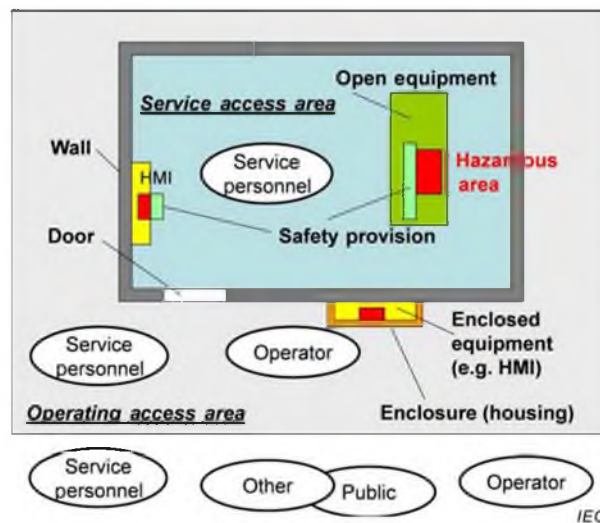 Open equipment
Service access area
Wall
HMI
Service
personnel
Hazardous
area
Safety provision
Door
Service
personnel
Operator
Enclosed
equipment
(e.g. HMI)
Enclosure (housing)
Operating access area
Service
personnel
Other
Public
Operator
IEC